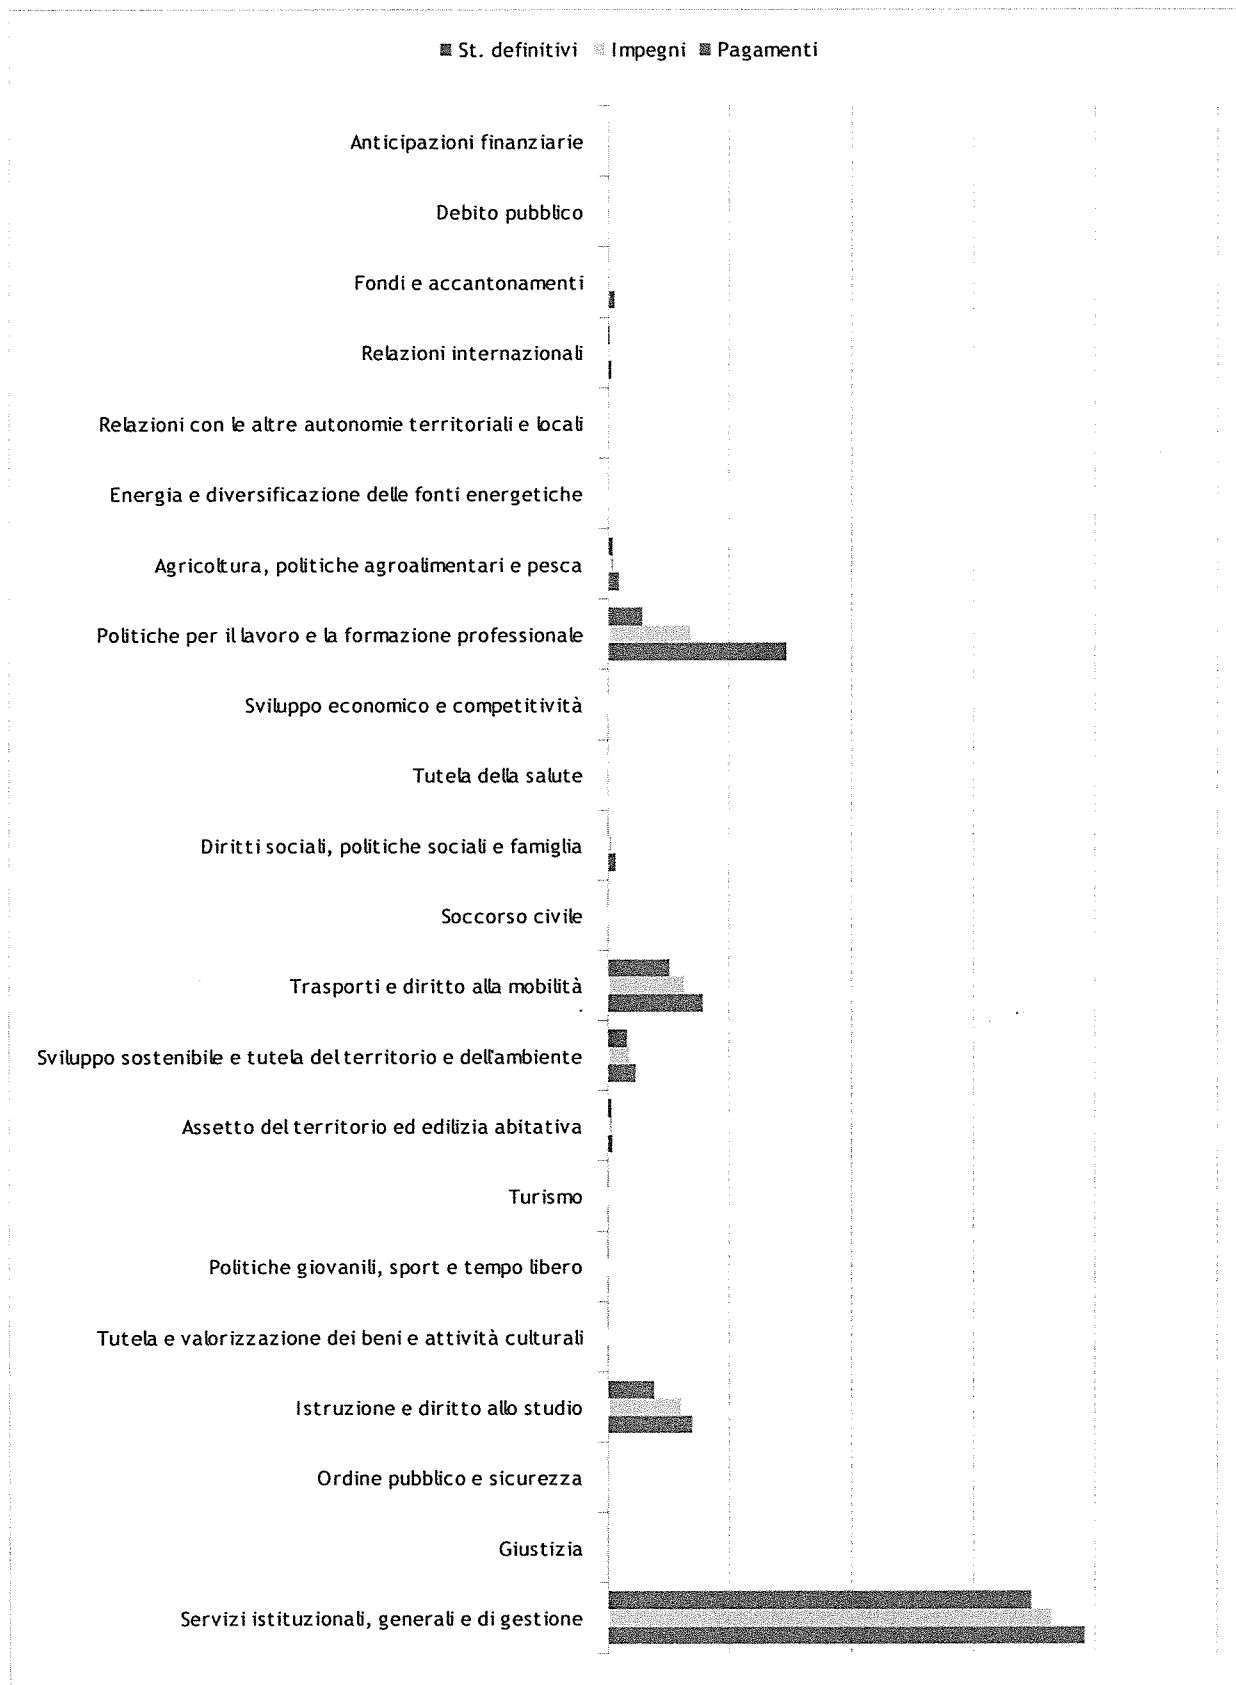 St. definitivi Impegni Pagamenti
Anticipazioni finanziarie
Debito pubblico
Fondi e accantonamenti
Relazioni internazionali
Relazioni con le altre autonomie territoriali e locali
Energia e diversificazione delle fonti energetiche
Agricoltura, politiche agroalimentari e pesca
Politiche per il lavoro e la formazione professionale
Sviluppo economico e competitività
Tutela della salute
Diritti sociali, politiche sociali e famiglia
Soccorso civile
Trasporti e diritto alla mobilità
Sviluppo sostenibile e tutela del territorio e dell'ambiente
Assetto del territorio ed edilizia abitativa
Turismo
Politiche giovanili, sport e tempo libero
Tutela e valorizzazione dei beni e attività culturali
Istruzione e diritto allo studio
Ordine pubblico e sicurezza
Giustizia
Servizi istituzionali, generali e di gestione